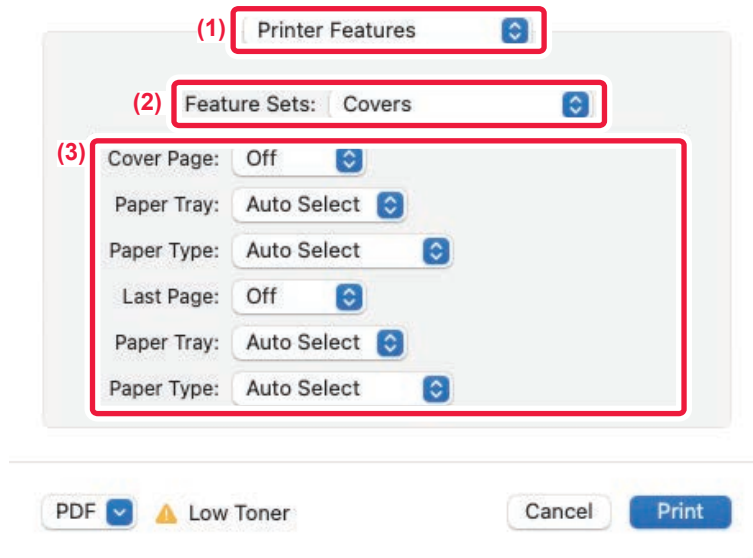 (1) Printer Features
(2) Feature Sets: Covers
(3)
Cover Page: Off
Paper Tray: Auto Select
Paper Type: Auto Select
Last Page: Off
Paper Tray: Auto Select
Paper Type: Auto Select
PDF Low Toner Cancel Print